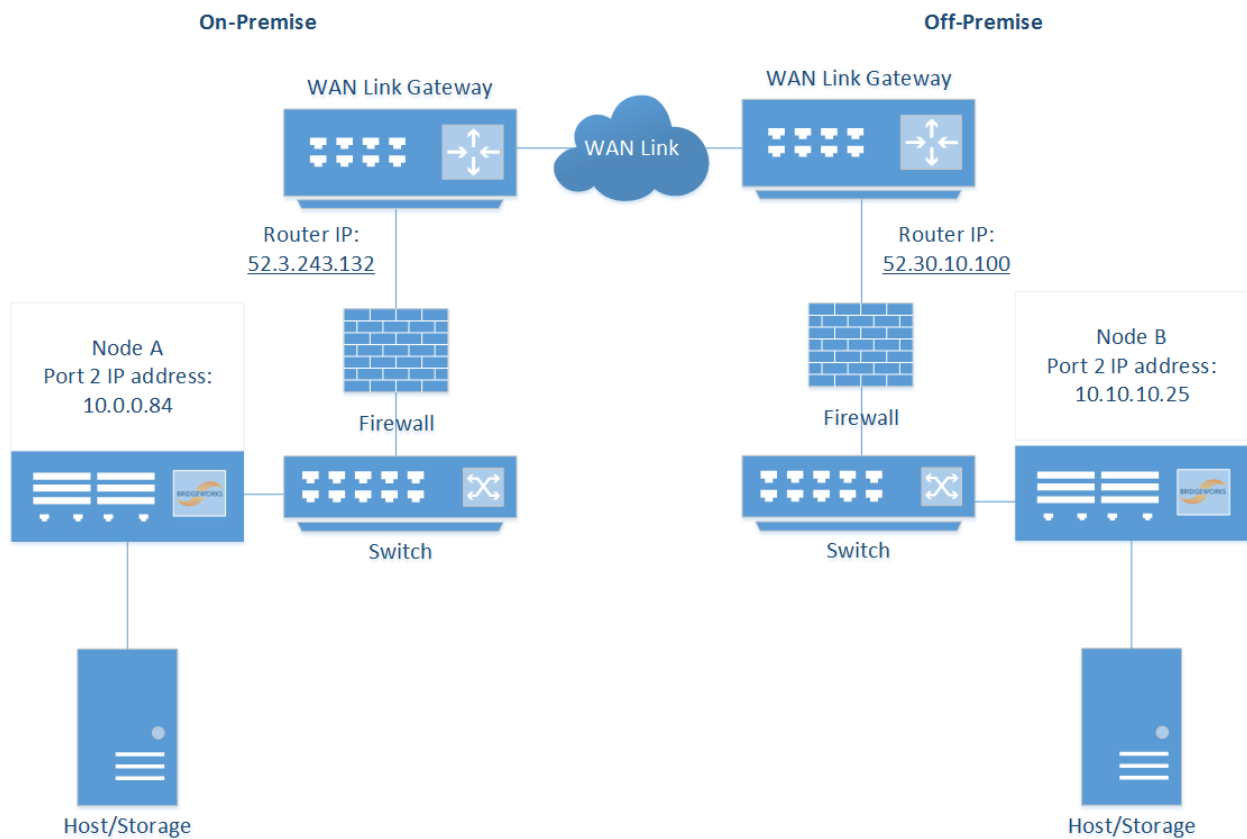 On-Premise
Off-Premise
WAN Link Gateway
WAN Link Gateway
WAN Link
Router IP:
52.3.243.132
Router IP:
52.30.10.100
Node A
Port 2 IP address:
10.0.0.84
Node B
Port 2 IP address:
10.10.10.25
Firewall
Firewall
BRIDGEWORKS
BRIDGEWORKS
Switch
Switch
Host/Storage
Host/Storage